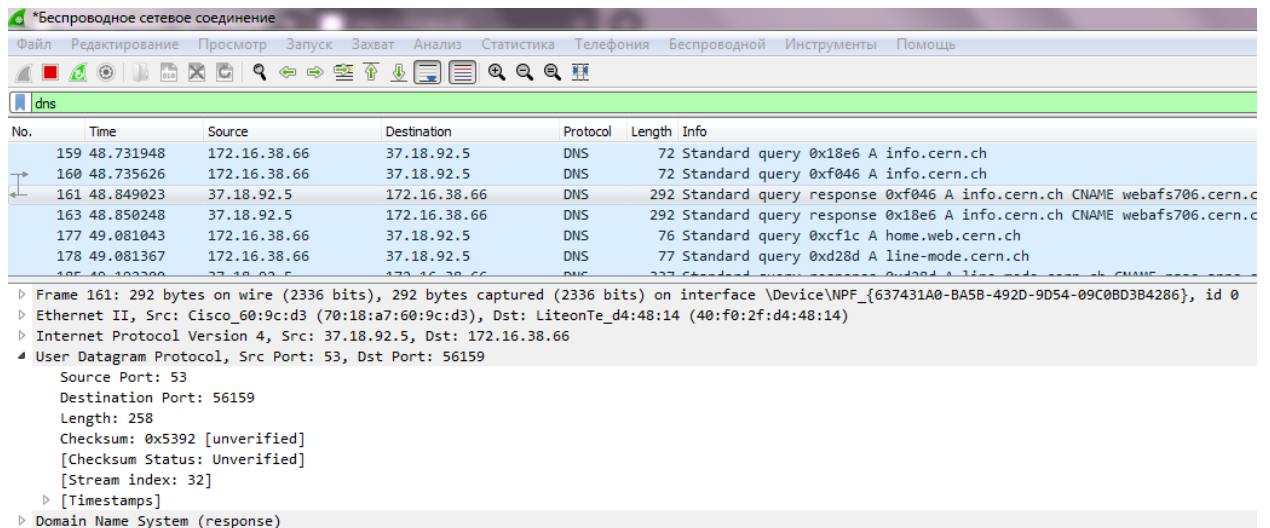 *Беспроводное сетевое соединение
Файл Редактирование Просмотр Запуск Захват Анализ Статистика Телефония Беспроводной Инструменты Помощь
dns
No. Time Source Destination Protocol Length Info
159 48.731948 172.16.38.66 37.18.92.5 DNS 72 Standard query 0x18e6 A info.cern.ch
160 48.735626 172.16.38.66 37.18.92.5 DNS 72 Standard query 0xf046 A info.cern.ch
161 48.849023 37.18.92.5 172.16.38.66 DNS 292 Standard query response 0xf046 A info.cern.ch CNAME webafs706.cern.c
163 48.850248 37.18.92.5 172.16.38.66 DNS 292 Standard query response 0x18e6 A info.cern.ch CNAME webafs706.cern.c
177 49.081043 172.16.38.66 37.18.92.5 DNS 76 Standard query 0xcf1c A home.web.cern.ch
178 49.081367 172.16.38.66 37.18.92.5 DNS 77 Standard query 0xd28d A line-mode.cern.ch
Frame 161: 292 bytes on wire (2336 bits), 292 bytes captured (2336 bits) on interface \Device\NPF_{637431A0-BA5B-492D-9D54-09C0BD3B4286}, id 0
Ethernet II, Src: Cisco_60:9c:d3 (70:18:a7:60:9c:d3), Dst: LiteonTe_d4:48:14 (40:f0:2f:d4:48:14)
Internet Protocol Version 4, Src: 37.18.92.5, Dst: 172.16.38.66
User Datagram Protocol, Src Port: 53, Dst Port: 56159
Source Port: 53
Destination Port: 56159
Length: 258
Checksum: 0x5392 [unverified]
[Checksum Status: Unverified]
[Stream index: 32]
[Timestamps]
Domain Name System (response)